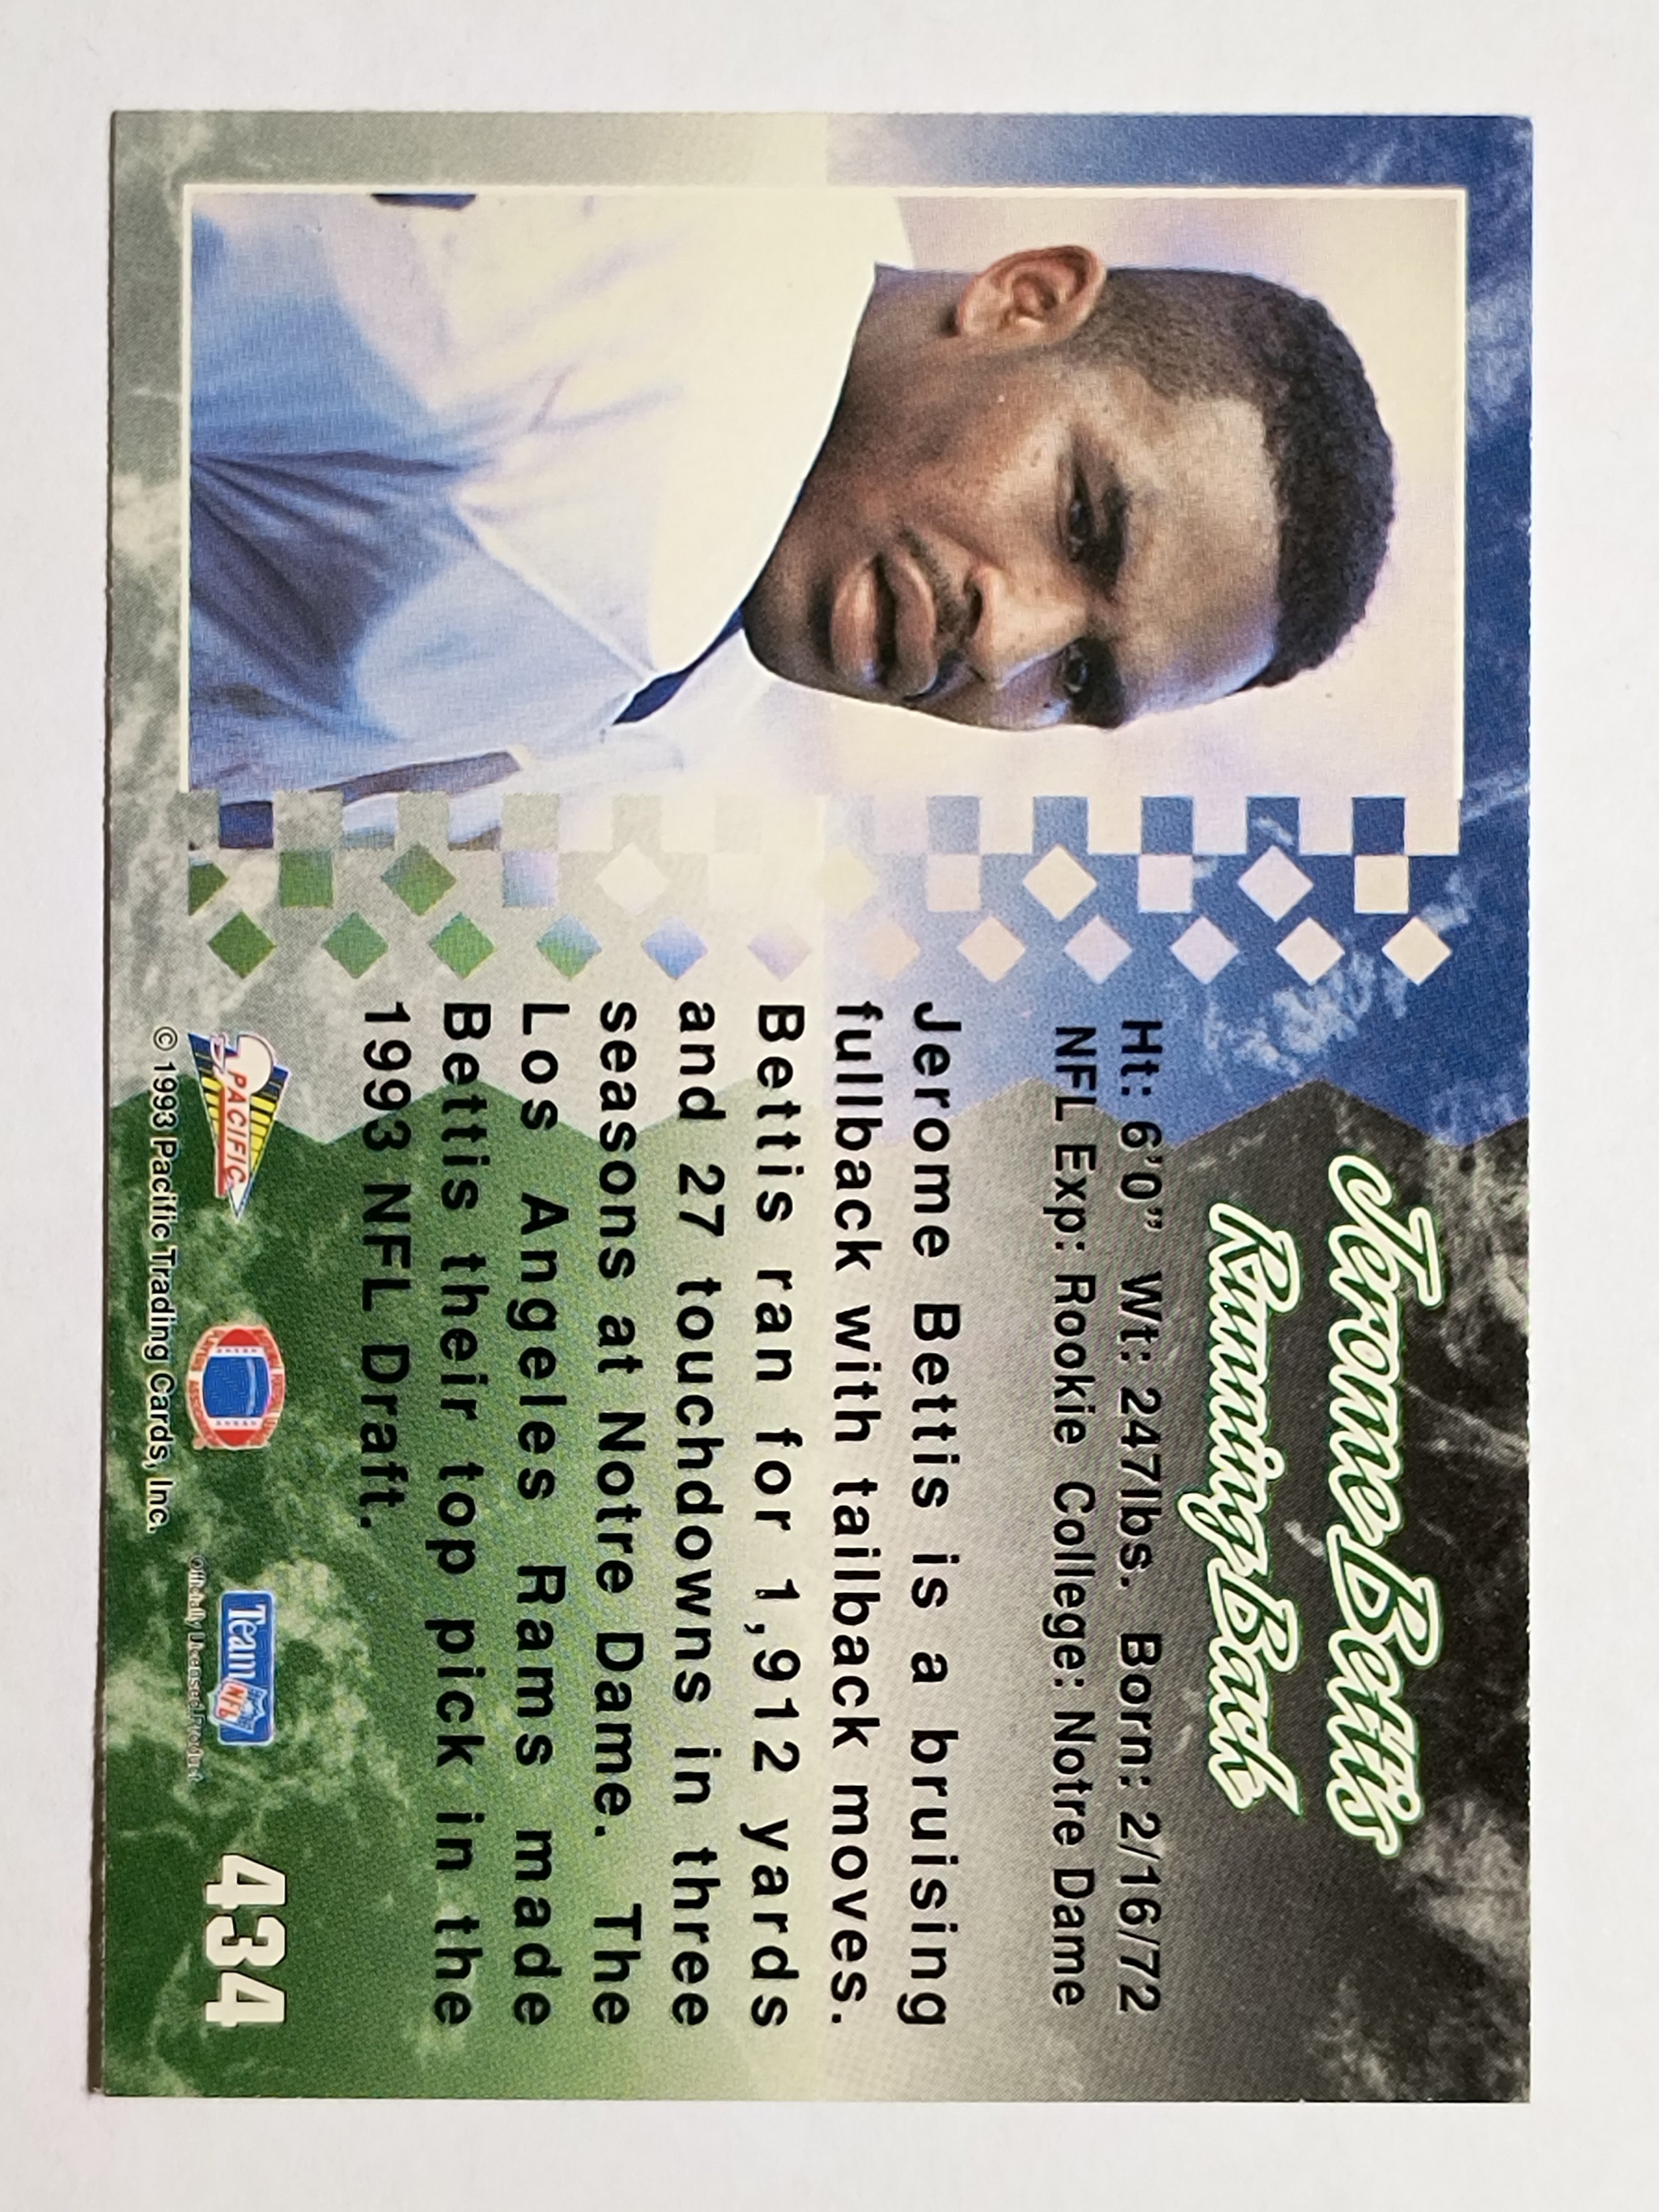 Jerome Bettis
Running Back
Ht: 6'0" Wt: 247lbs. Born: 2/16/72
NFL Exp: Rookie College: Notre Dame
Jerome Bettis is a bruising
fullback with tailback moves.
Bettis ran for 1,912 yards
and 27 touchdowns in three
seasons at Notre Dame. The
Los Angeles Rams made
Bettis their top pick in the
1993 NFL Draft.
PACIFIC
Team NFL
Officially Licensed Product
434
© 1993 Pacific Trading Cards, Inc.